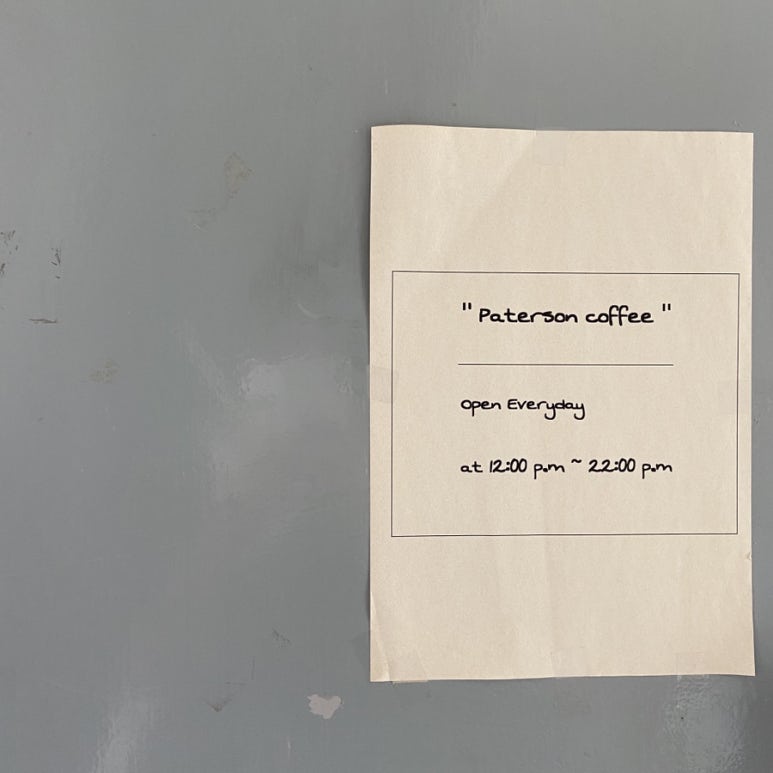 " Paterson coffee "
Open Everyday
at 12:00 p.m ~ 22:00 p.m